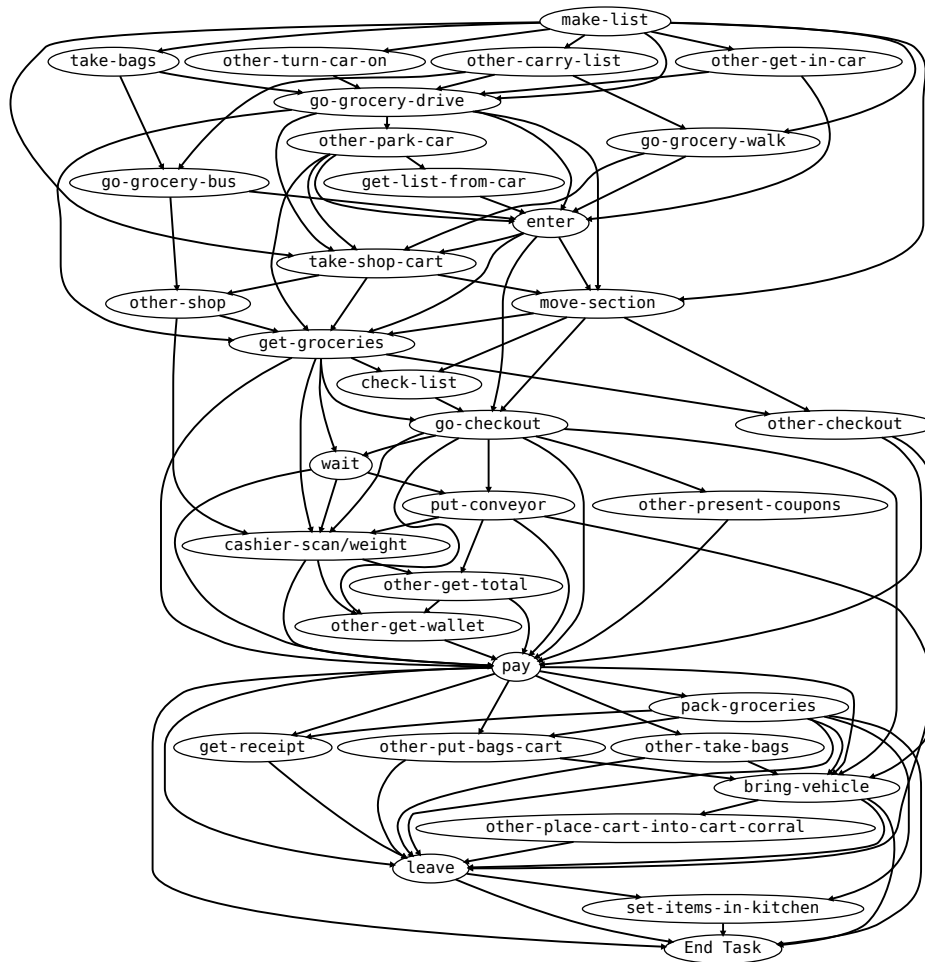 make-list
take-bags
other-turn-car-on
other-carry-list
other-get-in-car
go-grocery-drive
other-park-car
go-grocery-walk
go-grocery-bus
get-list-from-car
enter
take-shop-cart
other-shop
move-section
get-groceries
check-list
go-checkout
other-checkout
wait
put-conveyor
other-present-coupons
cashier-scan/weight
other-get-total
other-get-wallet
pay
pack-groceries
get-receipt
other-put-bags-cart
other-take-bags
bring-vehicle
other-place-cart-into-cart-corral
leave
set-items-in-kitchen
End Task